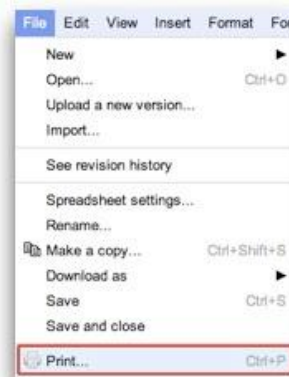 File Edit View Insert Format Fo
New
Open... Ctrl+O
Upload a new version...
Import...
See revision history
Spreadsheet settings...
Rename...
Make a copy... Ctrl+Shift+S
Download as
Save Ctrl+S
Save and close
Print... Ctrl+P